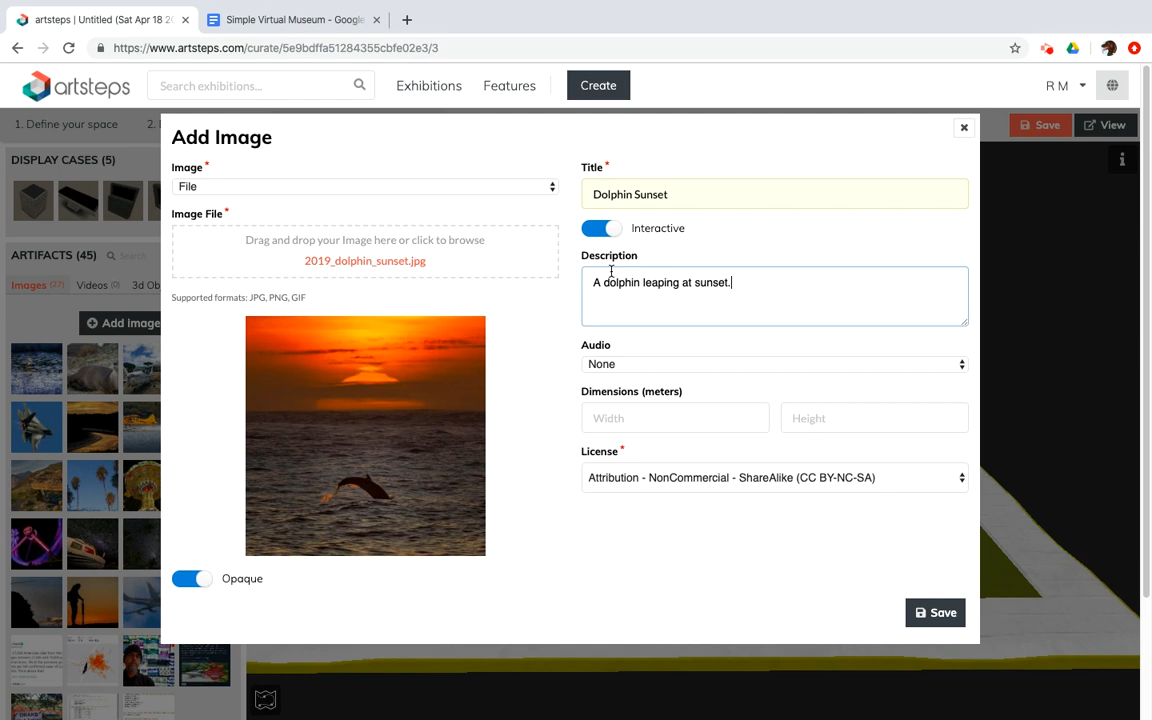 artsteps | Untitled (Sat Apr 18 20
Simple Virtual Museum - Google
https://www.artsteps.com/curate/5e9bdffa51284355cbfe02e3/3
artsteps
Search exhibitions...
Exhibitions
Features
Create
R M
1. Define your space
2.
Save
View
DISPLAY CASES (5)
ARTIFACTS (45)
Search
Images (27)
Videos (0)
3d Ob
Add image
Add Image
Image *
File
Image File *
Drag and drop your Image here or click to browse
2019_dolphin_sunset.jpg
Supported formats: JPG, PNG, GIF
Opaque
Title *
Dolphin Sunset
Interactive
Description
A dolphin leaping at sunset.
Audio
None
Dimensions (meters)
Width
Height
License *
Attribution - NonCommercial - ShareAlike (CC BY-NC-SA)
Save